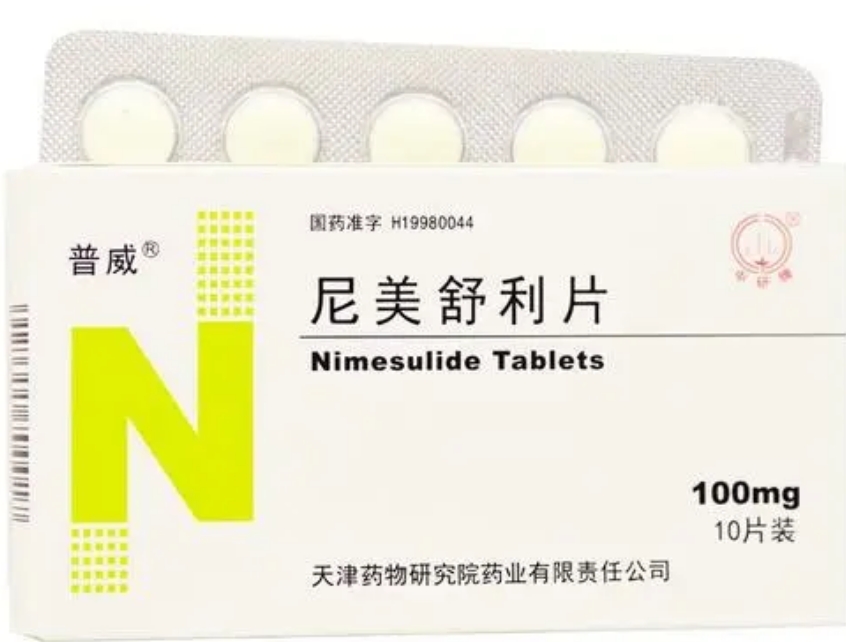 普威®
国药准字 H19980044
尼美舒利片
Nimesulide Tablets
100mg
10片装
天津药物研究院药业有限责任公司